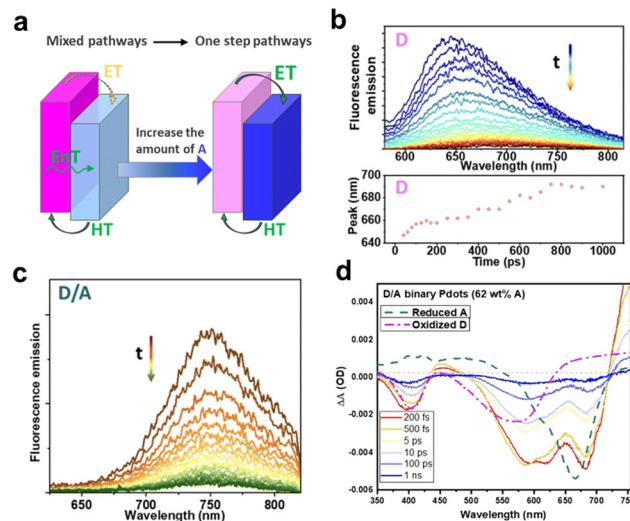 a
Mixed pathways → One step pathways
ET
ET
Increase the
amount of A
EnT
HT
HT
b
D
t
Fluorescence
emission
600 650 700 750 800
Wavelength (nm)
D
Peak (nm)
700
680
660
640
0 200 400 600 800 1000
Time (ps)
c
D/A
t
Fluorescence emission
650 700 750 800
Wavelength (nm)
d
D/A binary Pdots (62 wt% A)
Reduced A
Oxidized D
ΔA (OD)
0.004
0.002
0.000
-0.002
-0.004
-0.006
200 fs
500 fs
5 ps
10 ps
100 ps
1 ns
350 400 450 500 550 600 650 700 750
Wavelength (nm)